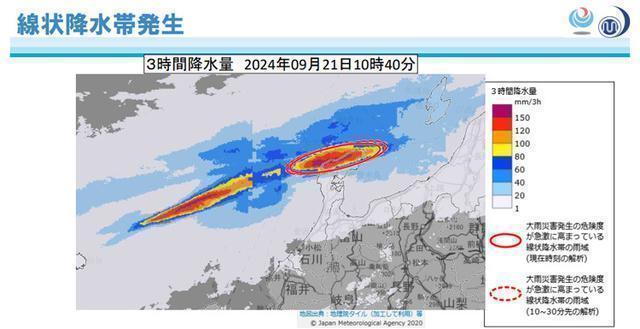 線状降水帯発生
3時間降水量 2024年09月21日10時40分
3時間降水量
mm/3h
150
120
100
80
60
40
20
1
大雨災害発生の危険度
が急激に高まっている
線状降水帯の雨域
(現在時刻の解析)
大雨災害発生の危険度
が急激に高まっている
線状降水帯の雨域
(10~30分先の解析)
小松
石川
福井
岐阜
富山
長野
山梨
地図出典:地理院タイル(加工して利用)等
© Japan Meteorological Agency 2020